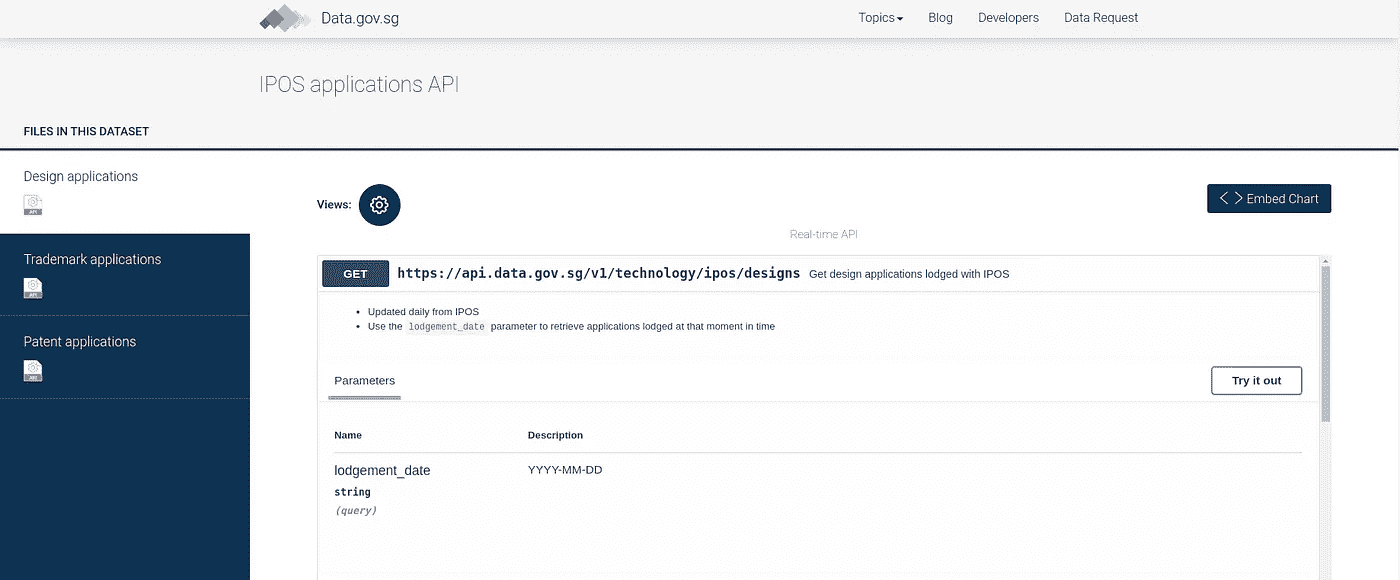 Data.gov.sg
Topics Blog Developers Data Request
IPOS applications API
FILES IN THIS DATASET
Design applications
API
Trademark applications
API
Patent applications
API
Views:
< > Embed Chart
Real-time API
GET https://api.data.gov.sg/v1/technology/ipos/designs Get design applications lodged with IPOS
• Updated daily from IPOS
• Use the lodgement_date parameter to retrieve applications lodged at that moment in time
Parameters
Try it out
Name Description
lodgement_date YYYY-MM-DD
string
(query)